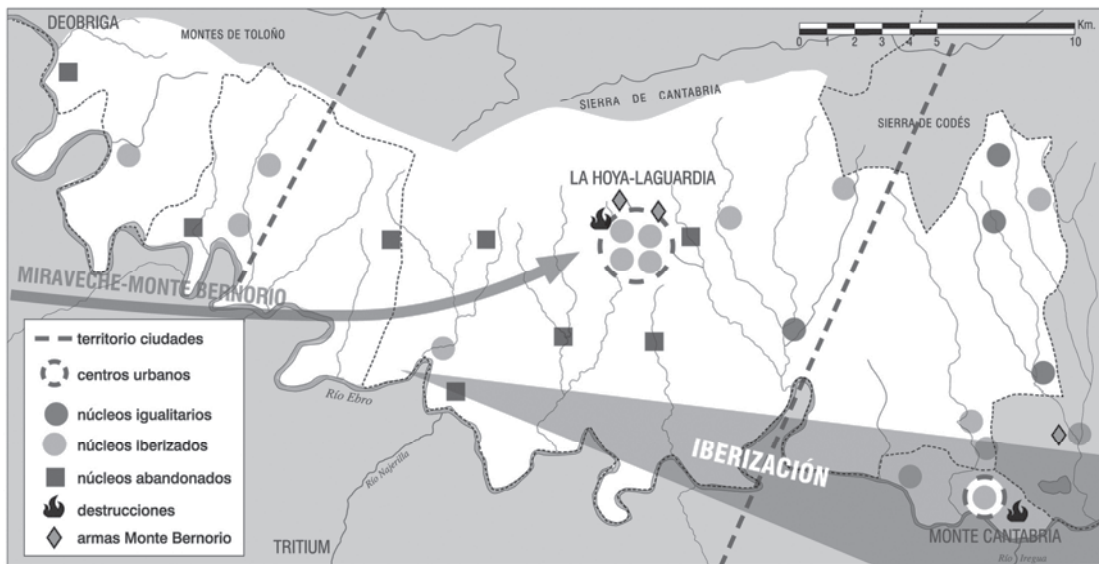 DEOBRIGA
MONTES DE TOLOÑO
Km.
0 1 2 3 4 5 10
SIERRA DE CANTABRIA
SIERRA DE CODÉS
LA HOYA-LAGUARDIA
MIRAVECHE-MONTE BERNORIO
territorio ciudades
centros urbanos
núcleos igualitarios
núcleos iberizados
núcleos abandonados
destrucciones
armas Monte Bernorio
Río Ebro
Río Najerilla
TRITIUM
IBERIZACIÓN
MONTE CANTABRIA
Río Iregua